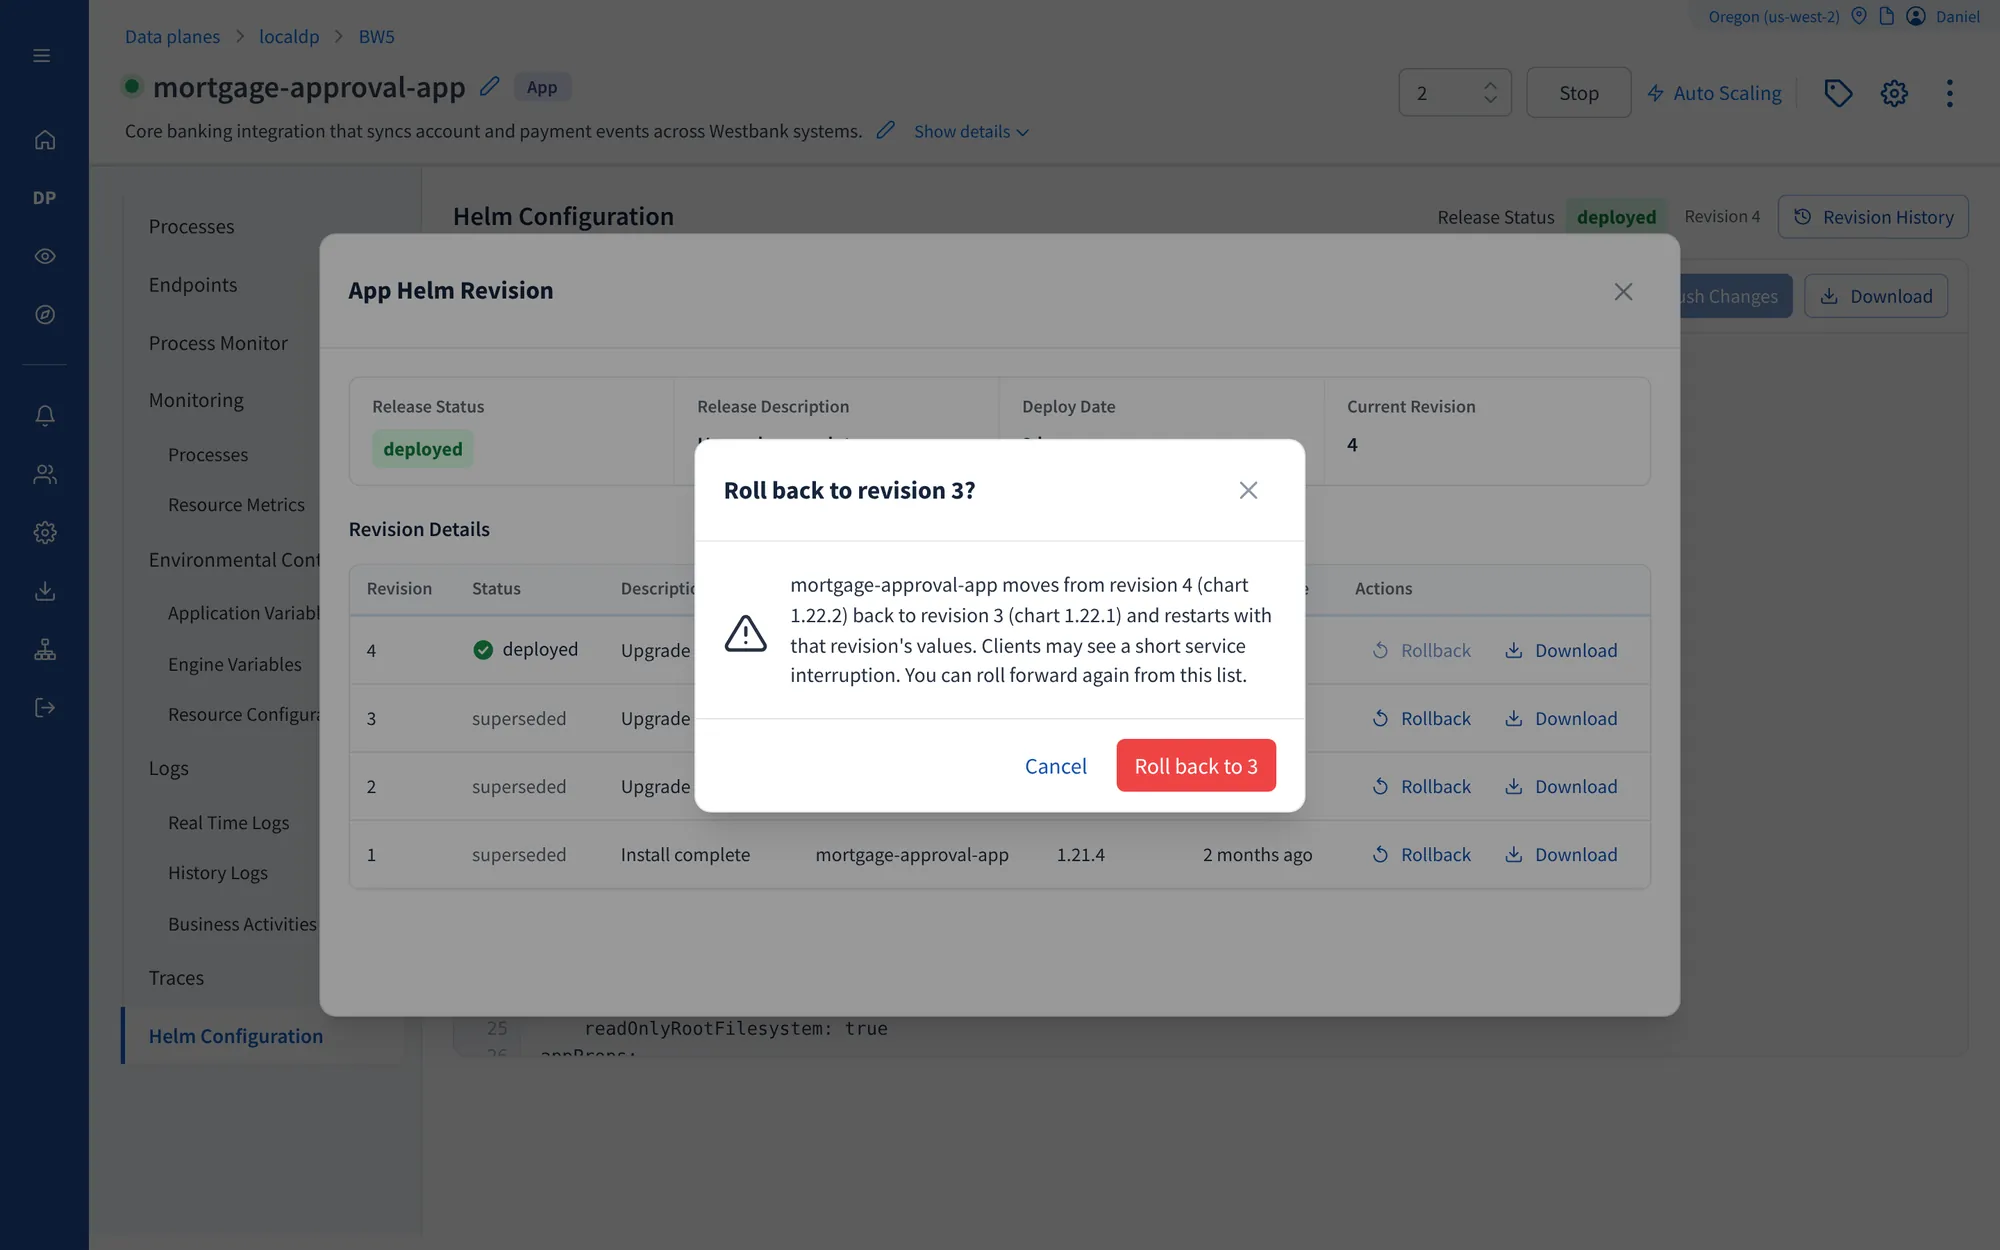 Oregon (us-west-2) Daniel
Data planes > localdp > BW5
mortgage-approval-app App
2 Stop Auto Scaling
Core banking integration that syncs account and payment events across Westbank systems. Show details
DP
Processes
Endpoints
Process Monitor
Monitoring
Processes
Resource Metrics
Environmental Cont
Application Variabl
Engine Variables
Resource Configura
Logs
Real Time Logs
History Logs
Business Activities
Traces
Helm Configuration
Helm Configuration
Release Status deployed Revision 4 Revision History
ush Changes Download
App Helm Revision
Release Status
deployed
Release Description
Deploy Date
Current Revision
4
Revision Details
Revision Status Descriptio Actions
4 deployed Upgrade Rollback Download
3 superseded Upgrade Rollback Download
2 superseded Upgrade Rollback Download
1 superseded Install complete mortgage-approval-app 1.21.4 2 months ago Rollback Download
Roll back to revision 3?
mortgage-approval-app moves from revision 4 (chart
1.22.2) back to revision 3 (chart 1.22.1) and restarts with
that revision's values. Clients may see a short service
interruption. You can roll forward again from this list.
Cancel Roll back to 3
25 readOnlyRootFilesystem: true
26 appProps: